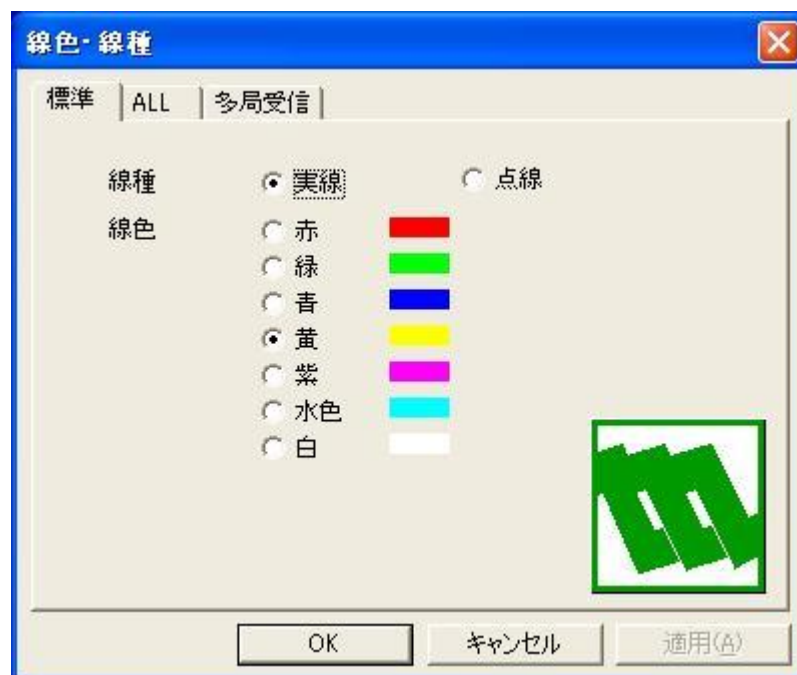 線色・線種
標準 ALL 多局受信
線種 実線 点線
線色 赤
緑
青
黄
紫
水色
白
OK キャンセル 適用(A)